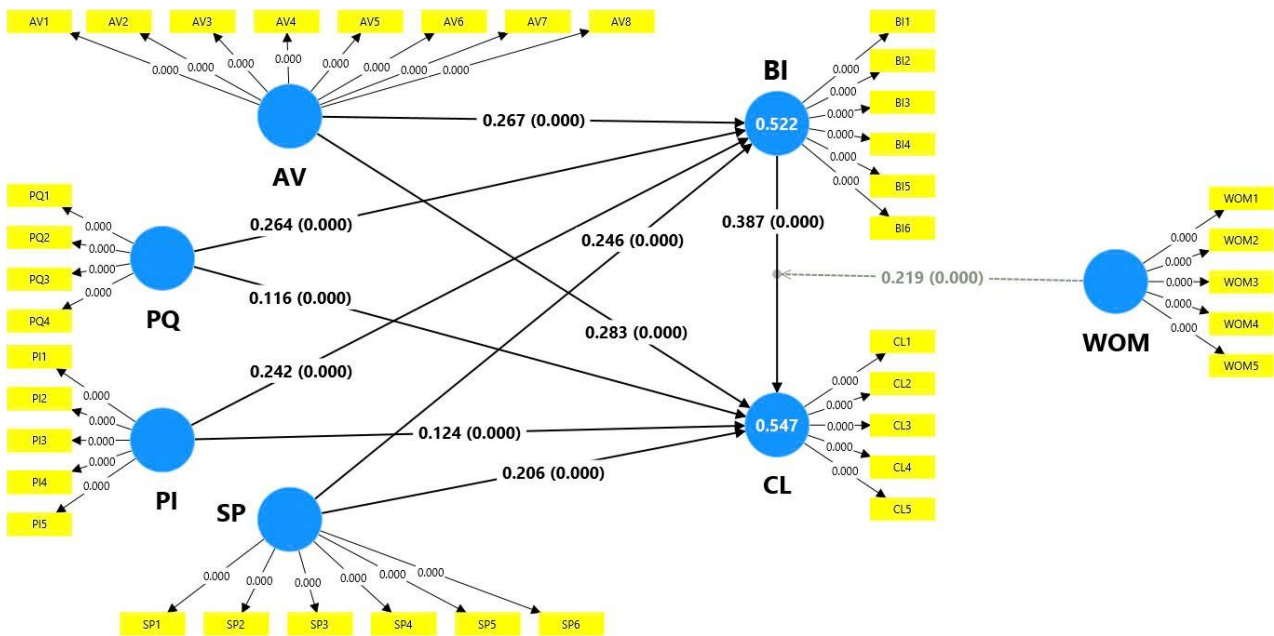 AV1 AV2 AV3 AV4 AV5 AV6 AV7 AV8
0.000 0.000 0.000 0.000 0.000 0.000 0.000 0.000
AV
PQ1
PQ2
PQ3
PQ4
0.000
0.000
0.000
0.000
PQ
PI1
PI2
PI3
PI4
PI5
0.000
0.000
0.000
0.000
0.000
PI
SP
0.000 0.000 0.000 0.000 0.000 0.000
SP1 SP2 SP3 SP4 SP5 SP6
0.267 (0.000)
0.264 (0.000)
0.246 (0.000)
0.116 (0.000)
0.283 (0.000)
0.242 (0.000)
0.124 (0.000)
0.206 (0.000)
BI
0.522
0.000
0.000
0.000
0.000
0.000
0.000
BI1
BI2
BI3
BI4
BI5
BI6
0.387 (0.000)
0.219 (0.000)
0.547
CL
0.000
0.000
0.000
0.000
0.000
CL1
CL2
CL3
CL4
CL5
WOM
0.000
0.000
0.000
0.000
0.000
WOM1
WOM2
WOM3
WOM4
WOM5